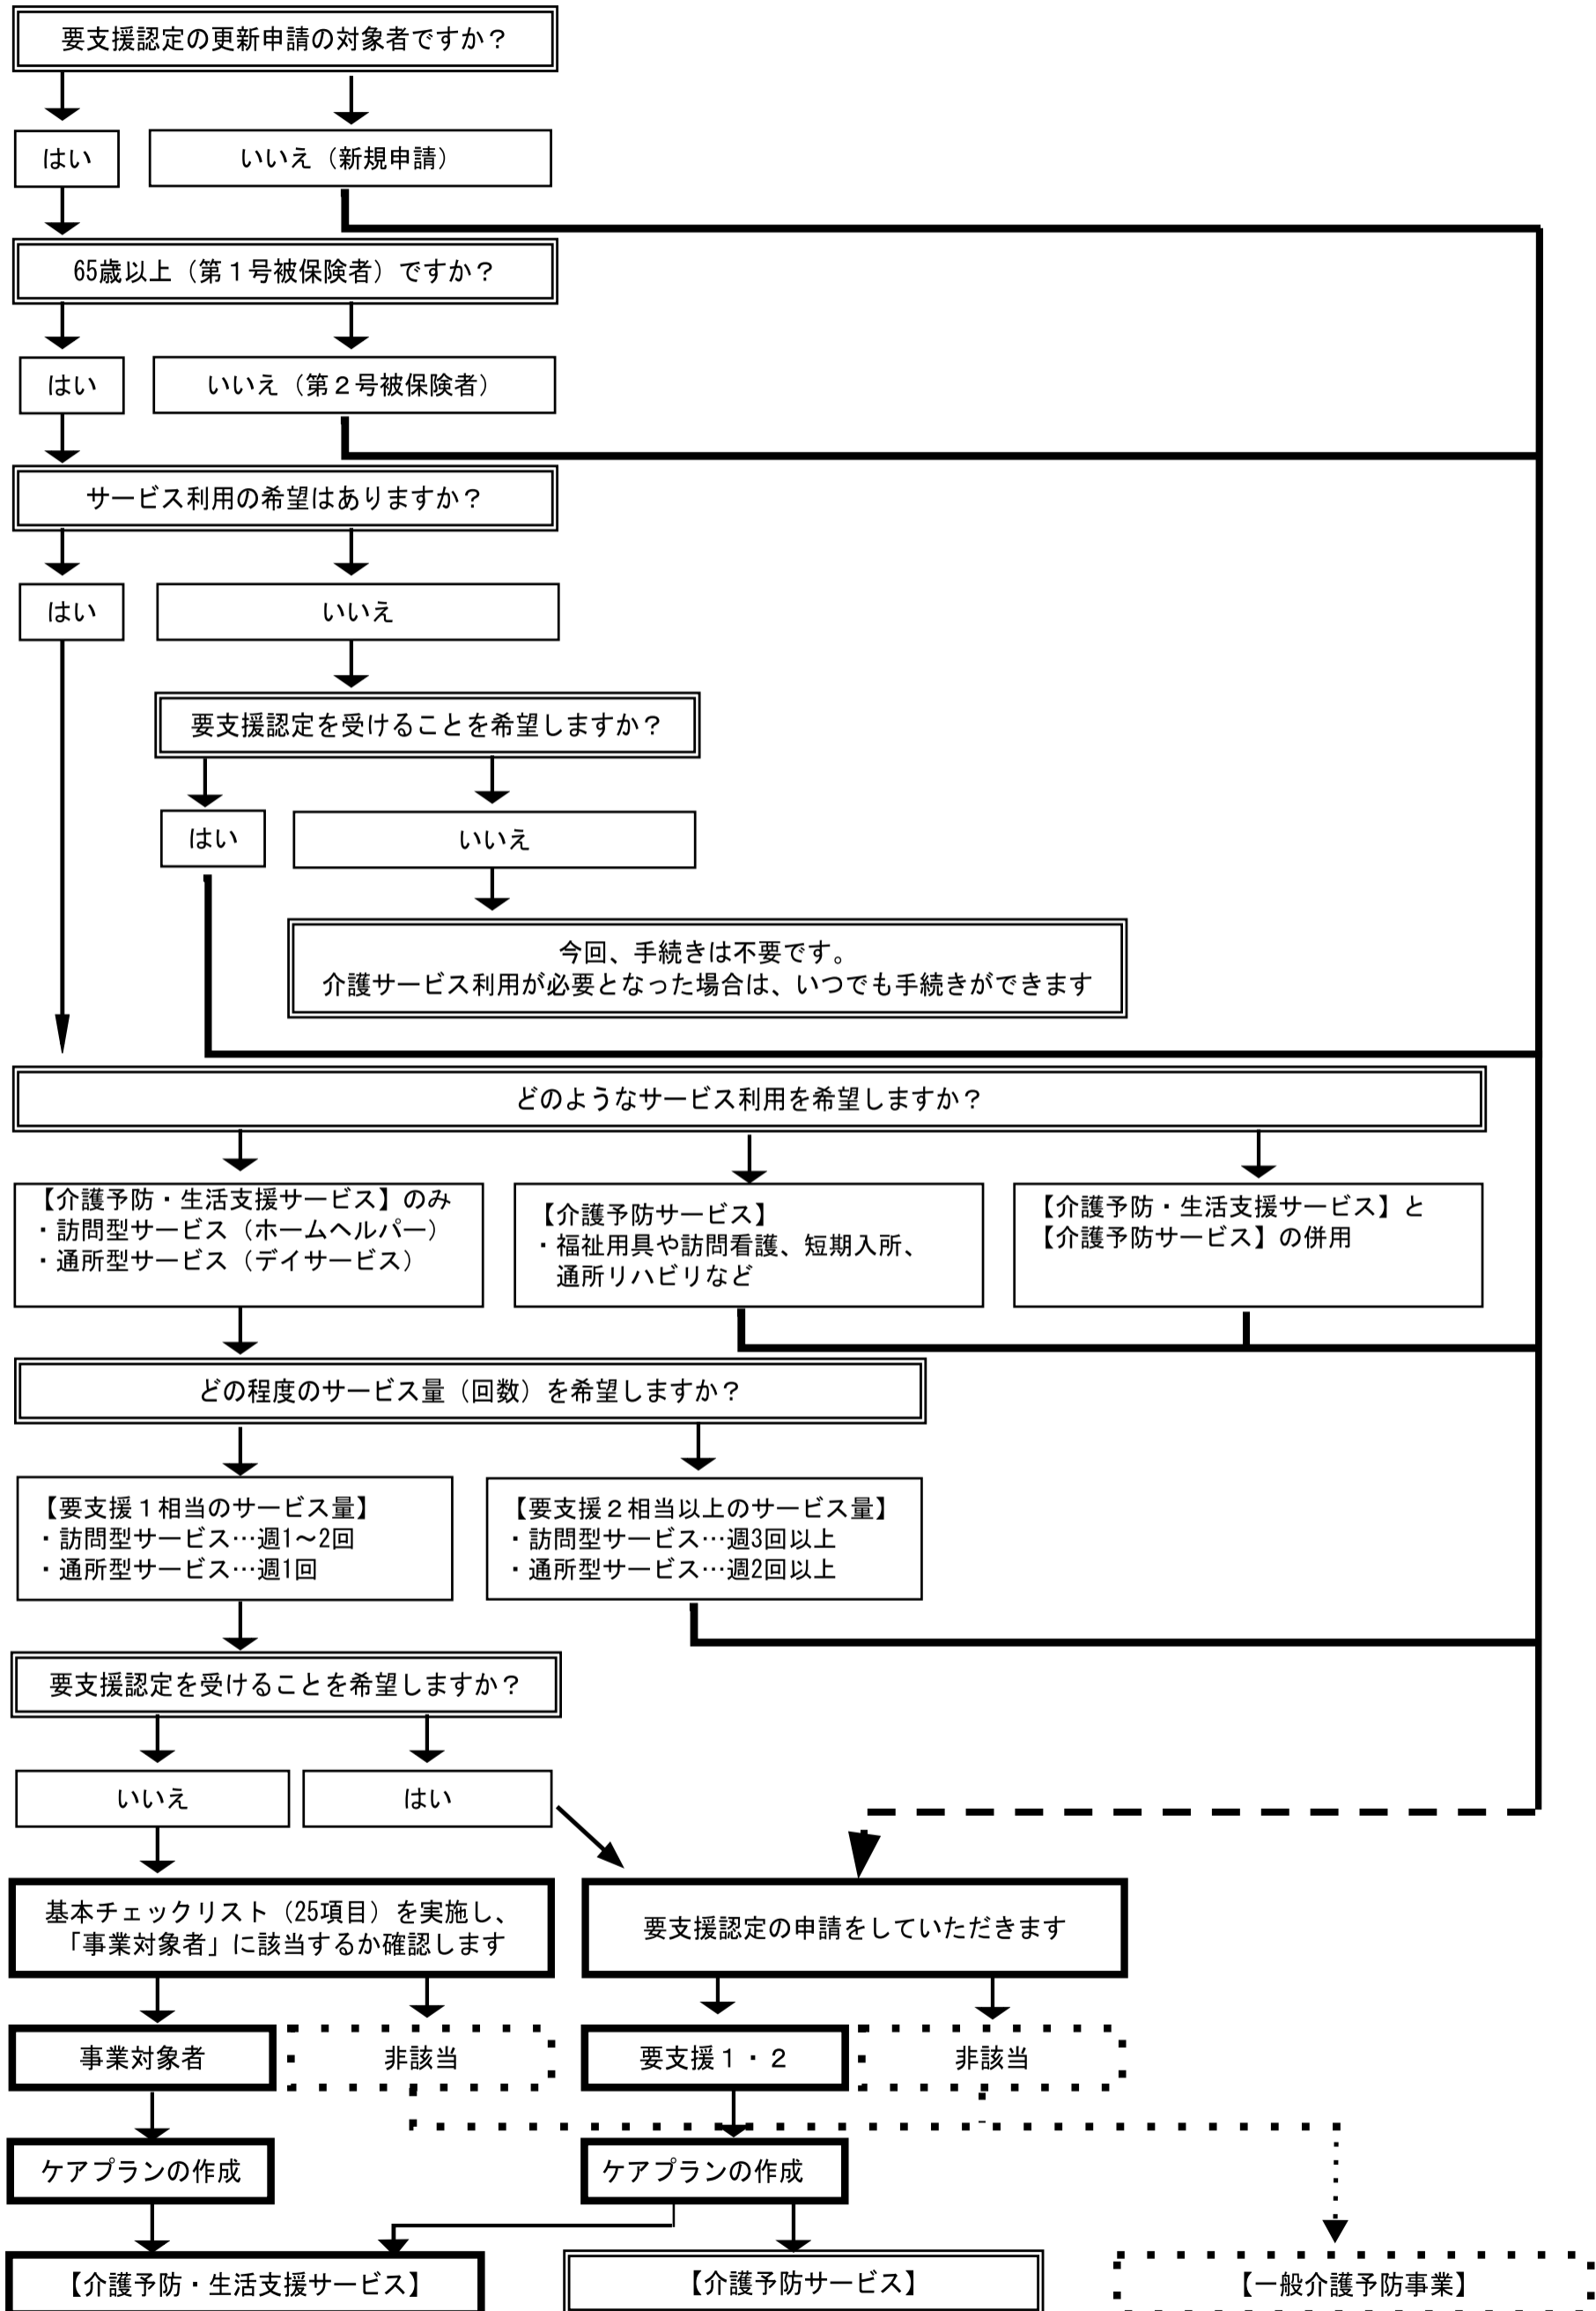 要支援認定の更新申請の対象者ですか？
はい
いいえ（新規申請）
65歳以上（第１号被保険者）ですか？
はい
いいえ（第２号被保険者）
サービス利用の希望はありますか？
はい
いいえ
要支援認定を受けることを希望しますか？
はい
いいえ
今回、手続きは不要です。
介護サービス利用が必要となった場合は、いつでも手続きができます
どのようなサービス利用を希望しますか？
【介護予防・生活支援サービス】のみ
・訪問型サービス（ホームヘルパー）
・通所型サービス（デイサービス）
【介護予防サービス】
・福祉用具や訪問看護、短期入所、
通所リハビリなど
【介護予防・生活支援サービス】と
【介護予防サービス】の併用
どの程度のサービス量（回数）を希望しますか？
【要支援１相当のサービス量】
・訪問型サービス…週1～2回
・通所型サービス…週1回
【要支援２相当以上のサービス量】
・訪問型サービス…週3回以上
・通所型サービス…週2回以上
要支援認定を受けることを希望しますか？
いいえ
はい
基本チェックリスト（25項目）を実施し、
「事業対象者」に該当するか確認します
要支援認定の申請をしていただきます
事業対象者
非該当
要支援１・２
非該当
ケアプランの作成
ケアプランの作成
【介護予防・生活支援サービス】
【介護予防サービス】
【一般介護予防事業】